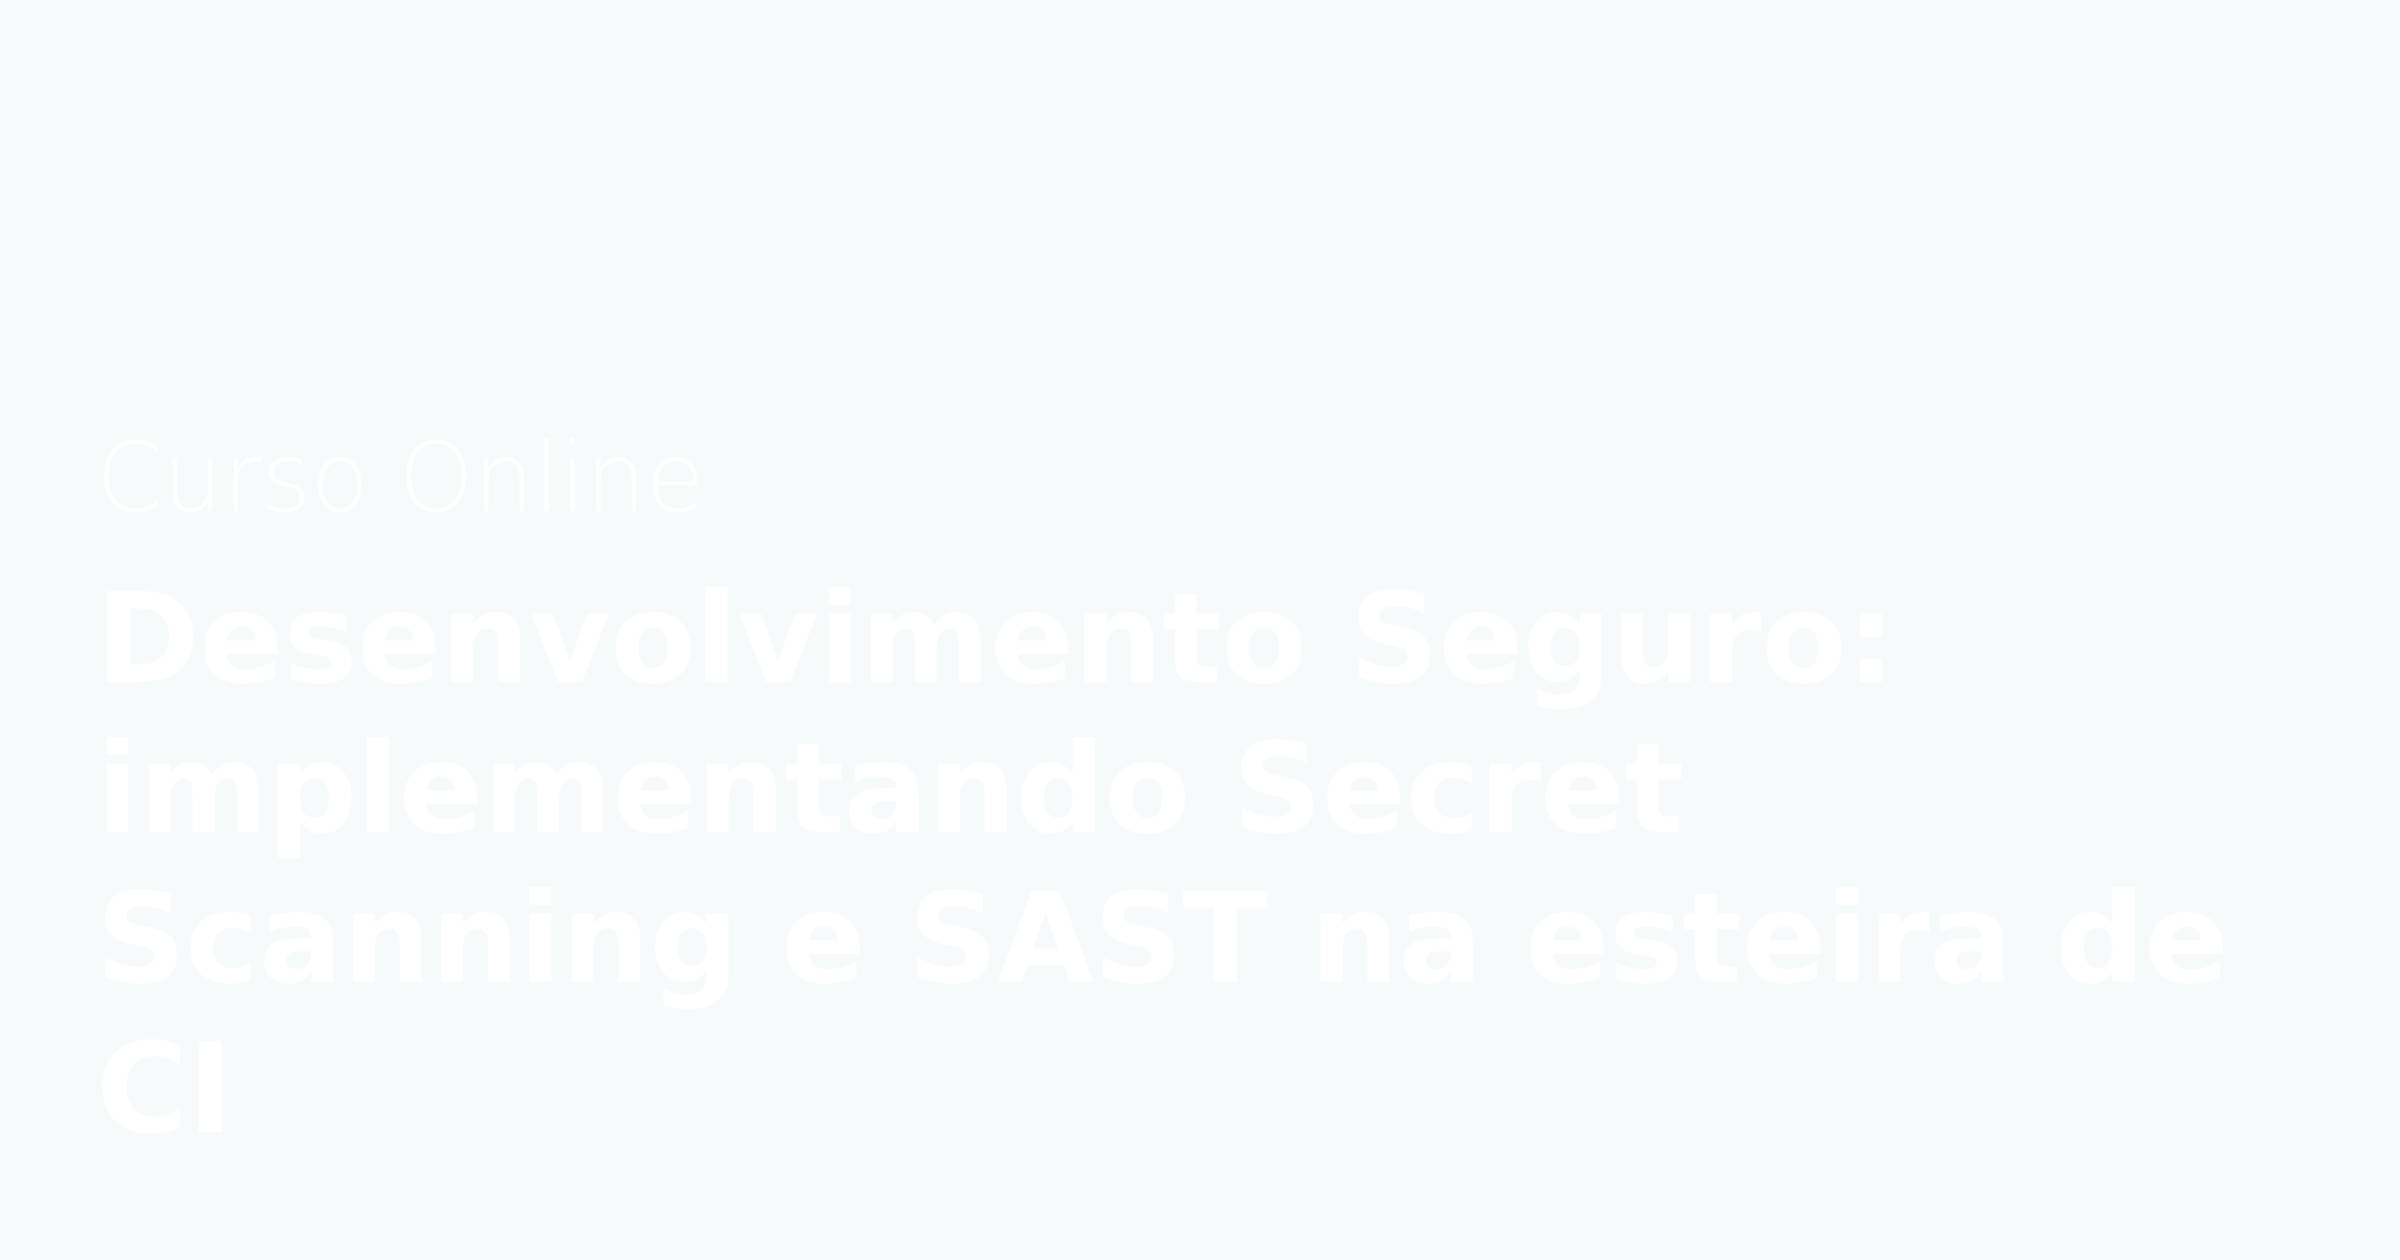 Curso Online
Desenvolvimento Seguro:
implementando Secret
Scanning e SAST na esteira de
CI